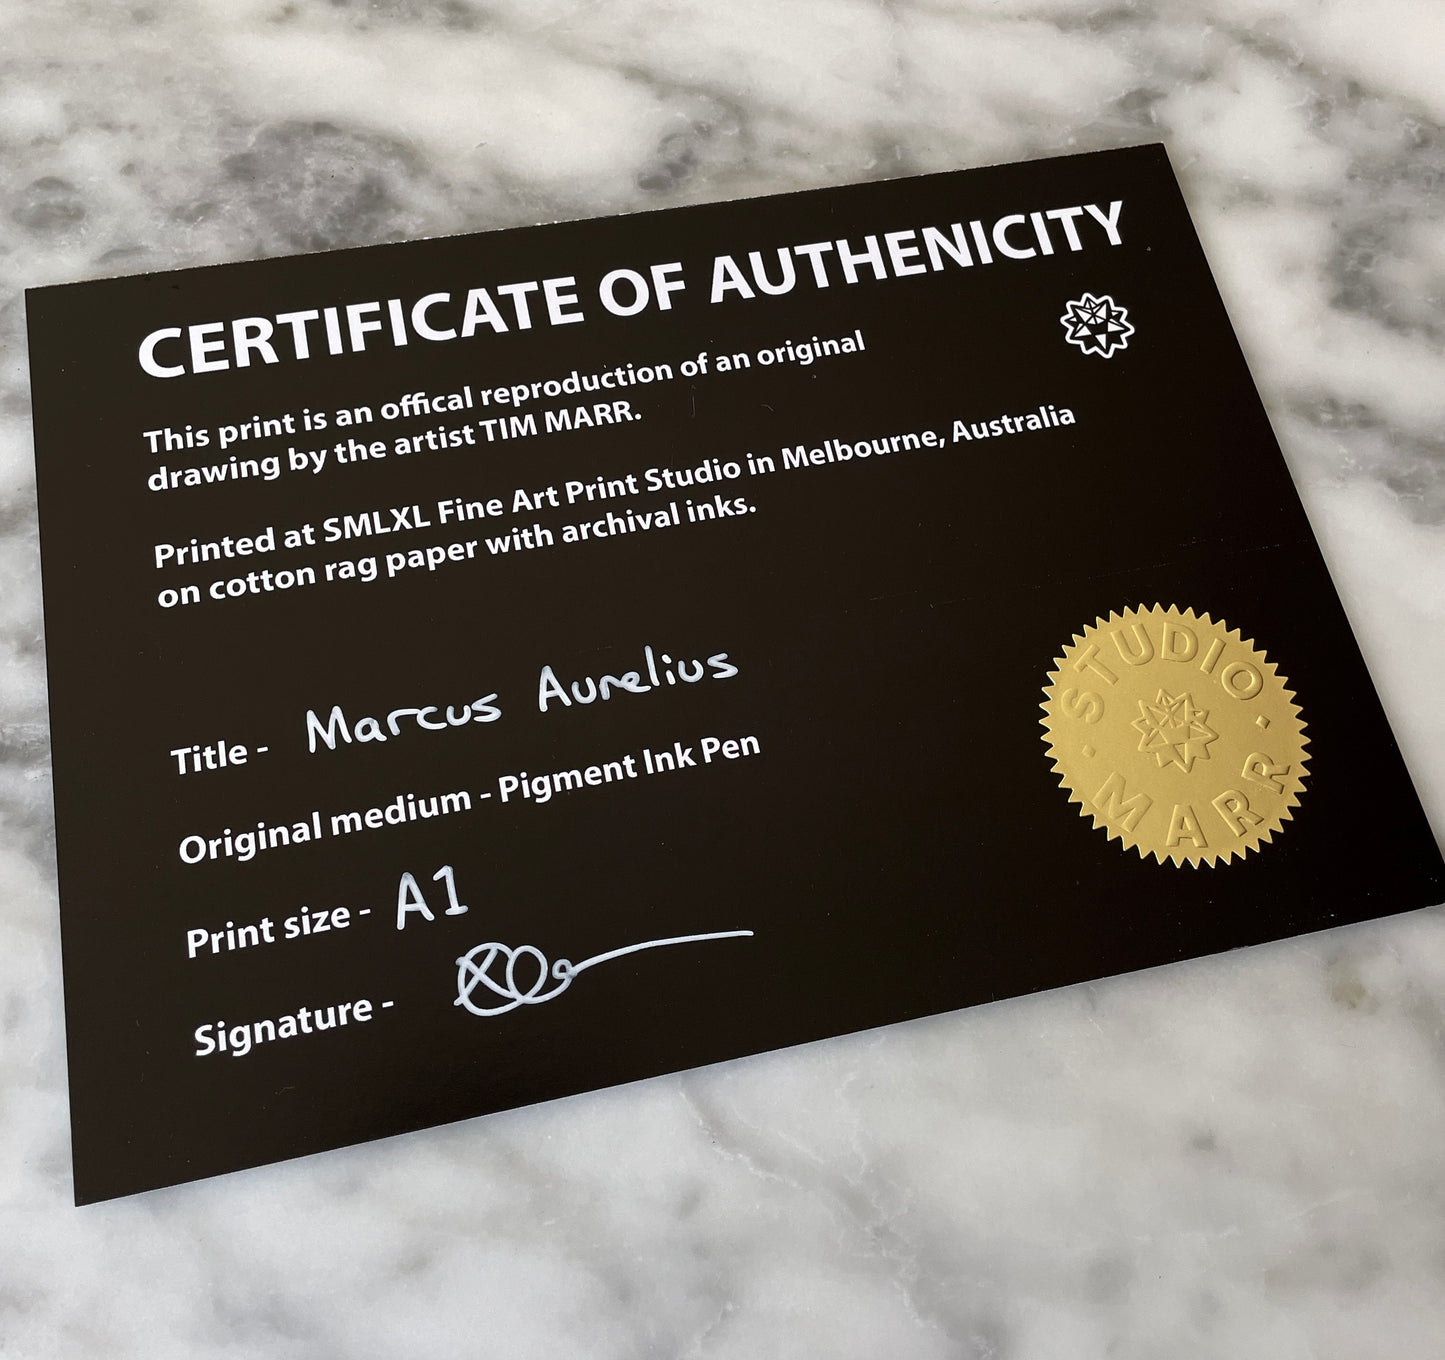 CERTIFICATE OF AUTHENICITY
This print is an offical reproduction of an original
drawing by the artist TIM MARR.
Printed at SMLXL Fine Art Print Studio in Melbourne, Australia
on cotton rag paper with archival inks.
Title - Marcus Aurelius
Original medium - Pigment Ink Pen
Print size - A1
Signature -
· STUDIO ·
MARR